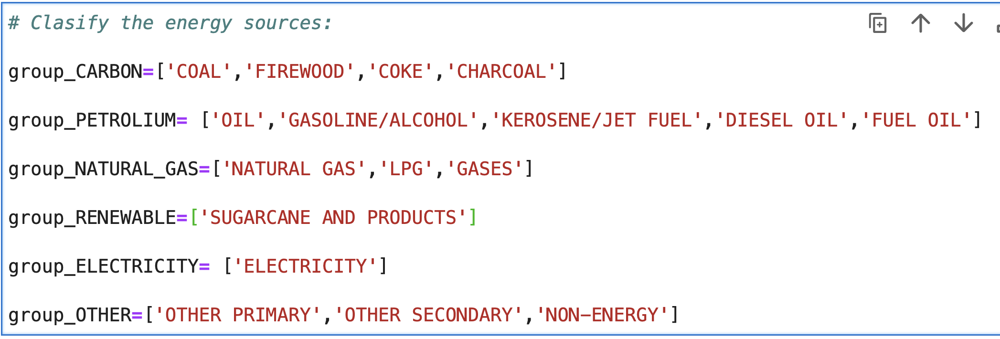 # Clasify the energy sources:
group_CARBON=['COAL','FIREWOOD','COKE','CHARCOAL']
group_PETROLIUM= ['OIL','GASOLINE/ALCOHOL','KEROSENE/JET FUEL','DIESEL OIL','FUEL OIL']
group_NATURAL_GAS=['NATURAL GAS','LPG','GASES']
group_RENEWABLE=['SUGARCANE AND PRODUCTS']
group_ELECTRICITY= ['ELECTRICITY']
group_OTHER=['OTHER PRIMARY','OTHER SECONDARY','NON-ENERGY']